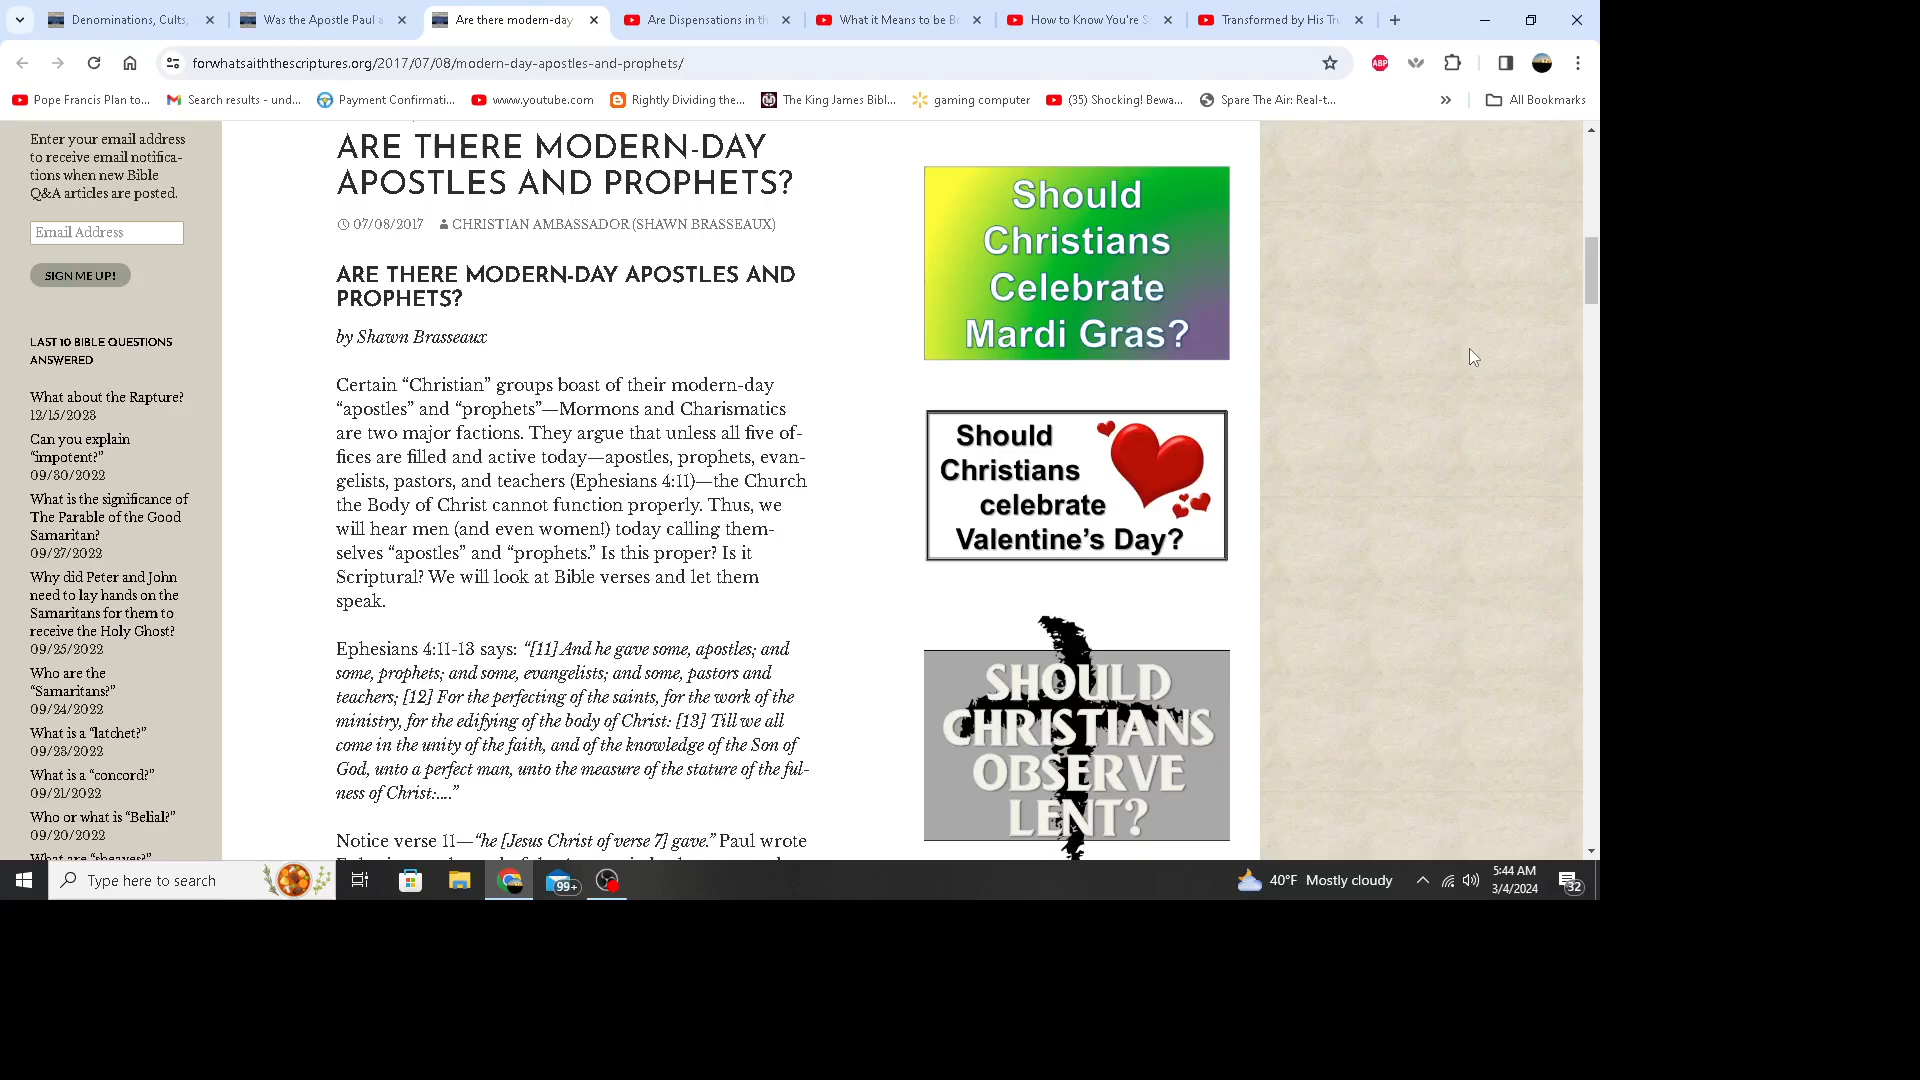 Denominations, Cults,
Was the Apostle Paul a
Are there modern-day
Are Dispensations in th
What it Means to be B
How to Know You're S
Transformed by His Tr
forwhatsaiththescriptures.org/2017/07/08/modern-day-apostles-and-prophets/
ABP
Pope Francis Plan to...
Search results - und...
Payment Confirmati...
www.youtube.com
Rightly Dividing the...
The King James Bibl...
gaming computer
(35) Shocking! Bewa...
Spare The Air: Real-t...
»
All Bookmarks
Enter your email address
to receive email notifica-
tions when new Bible
Q&A articles are posted.
Email Address
SIGN ME UP!
LAST 10 BIBLE QUESTIONS
ANSWERED
What about the Rapture?
12/15/2023
Can you explain
“impotent?”
09/30/2022
What is the significance of
The Parable of the Good
Samaritan?
09/27/2022
Why did Peter and John
need to lay hands on the
Samaritans for them to
receive the Holy Ghost?
09/25/2022
Who are the
“Samaritans?”
09/24/2022
What is a “latchet?”
09/23/2022
What is a “concord?”
09/21/2022
Who or what is “Belial?”
09/20/2022
What are “sheaves?”
ARE THERE MODERN-DAY
APOSTLES AND PROPHETS?
07/08/2017 CHRISTIAN AMBASSADOR (SHAWN BRASSEAUX)
ARE THERE MODERN-DAY APOSTLES AND
PROPHETS?
by Shawn Brasseaux
Certain “Christian” groups boast of their modern-day
“apostles” and “prophets”—Mormons and Charismatics
are two major factions. They argue that unless all five of-
fices are filled and active today—apostles, prophets, evan-
gelists, pastors, and teachers (Ephesians 4:11)—the Church
the Body of Christ cannot function properly. Thus, we
will hear men (and even women!) today calling them-
selves “apostles” and “prophets.” Is this proper? Is it
Scriptural? We will look at Bible verses and let them
speak.
Ephesians 4:11-13 says: “[11] And he gave some, apostles; and
some, prophets; and some, evangelists; and some, pastors and
teachers; [12] For the perfecting of the saints, for the work of the
ministry, for the edifying of the body of Christ: [13] Till we all
come in the unity of the faith, and of the knowledge of the Son of
God, unto a perfect man, unto the measure of the stature of the ful-
ness of Christ:….”
Notice verse 11—“he [Jesus Christ of verse 7] gave.” Paul wrote
Should
Christians
Celebrate
Mardi Gras?
Should
Christians
celebrate
Valentine's Day?
SHOULD
CHRISTIANS
OBSERVE
LENT?
Type here to search
99+
40°F Mostly cloudy
5:44 AM
3/4/2024
32